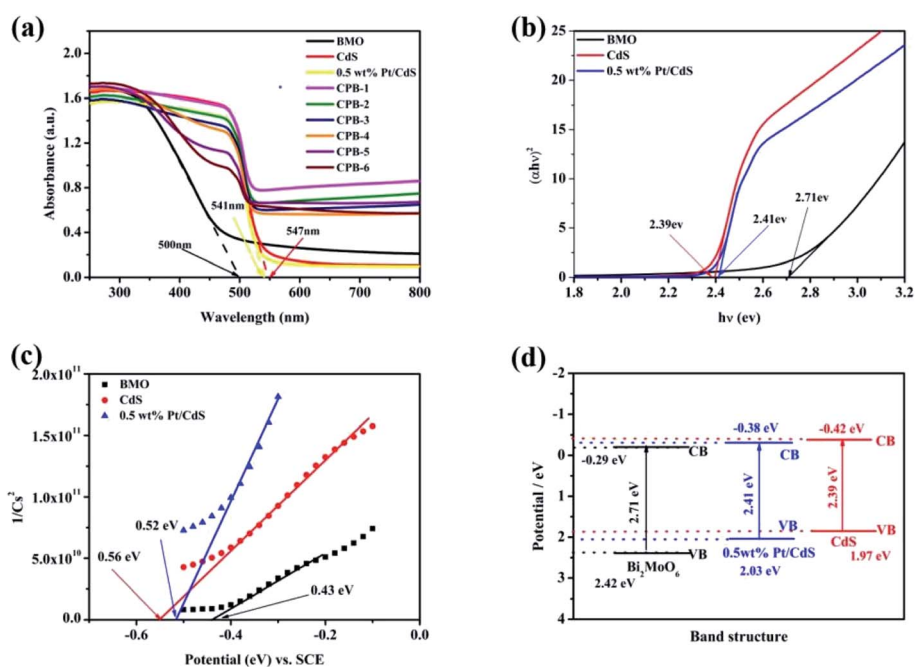 (a)
2.1
1.8
1.5
1.2
0.9
0.6
0.3
0.0
Absorbance (a.u.)
BMO
CdS
0.5 wt% Pt/CdS
CPB-1
CPB-2
CPB-3
CPB-4
CPB-5
CPB-6
541nm
500nm
547nm
300
400
500
600
700
800
Wavelength (nm)
(b)
25
20
15
10
5
0
(αhν)²
BMO
CdS
0.5 wt% Pt/CdS
2.39ev
2.41ev
2.71ev
1.8
2.0
2.2
2.4
2.6
2.8
3.0
3.2
hν (ev)
(c)
2.0x10¹¹
1.5x10¹¹
1.0x10¹¹
5.0x10¹⁰
0.0
1/Cs²
BMO
CdS
0.5 wt% Pt/CdS
0.52 eV
0.56 eV
0.43 eV
-0.6
-0.4
-0.2
0.0
Potential (eV) vs. SCE
(d)
-2
-1
0
1
2
3
4
Potential / eV
-0.29 eV
CB
2.71 eV
VB
2.42 eV
Bi₂MoO₆
-0.38 eV
CB
2.41 eV
VB
0.5wt% Pt/CdS
2.03 eV
-0.42 eV
CB
2.39 eV
VB
CdS
1.97 eV
Band structure